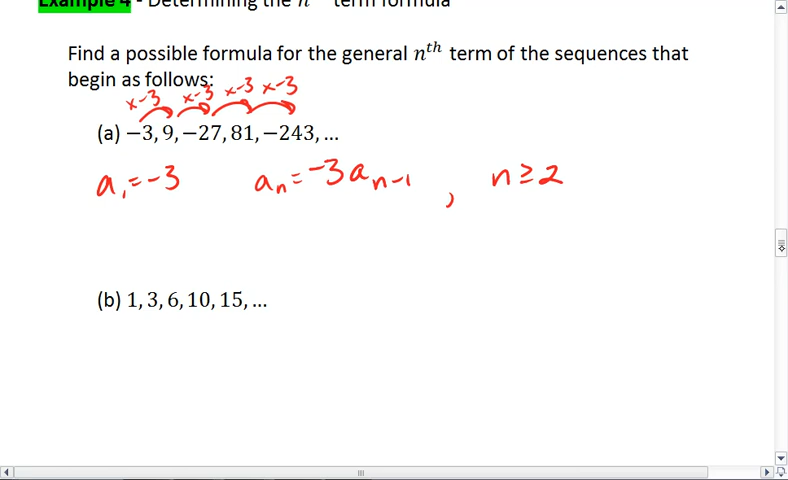 Example 4 - Determining the nth term formula
Find a possible formula for the general nth term of the sequences that
begin as follows:
×-3 ×-3 ×-3 ×-3
(a) −3, 9, −27, 81, −243, ...
a₁ = -3 aₙ = -3aₙ₋₁ , n ≥ 2
(b) 1, 3, 6, 10, 15, ...